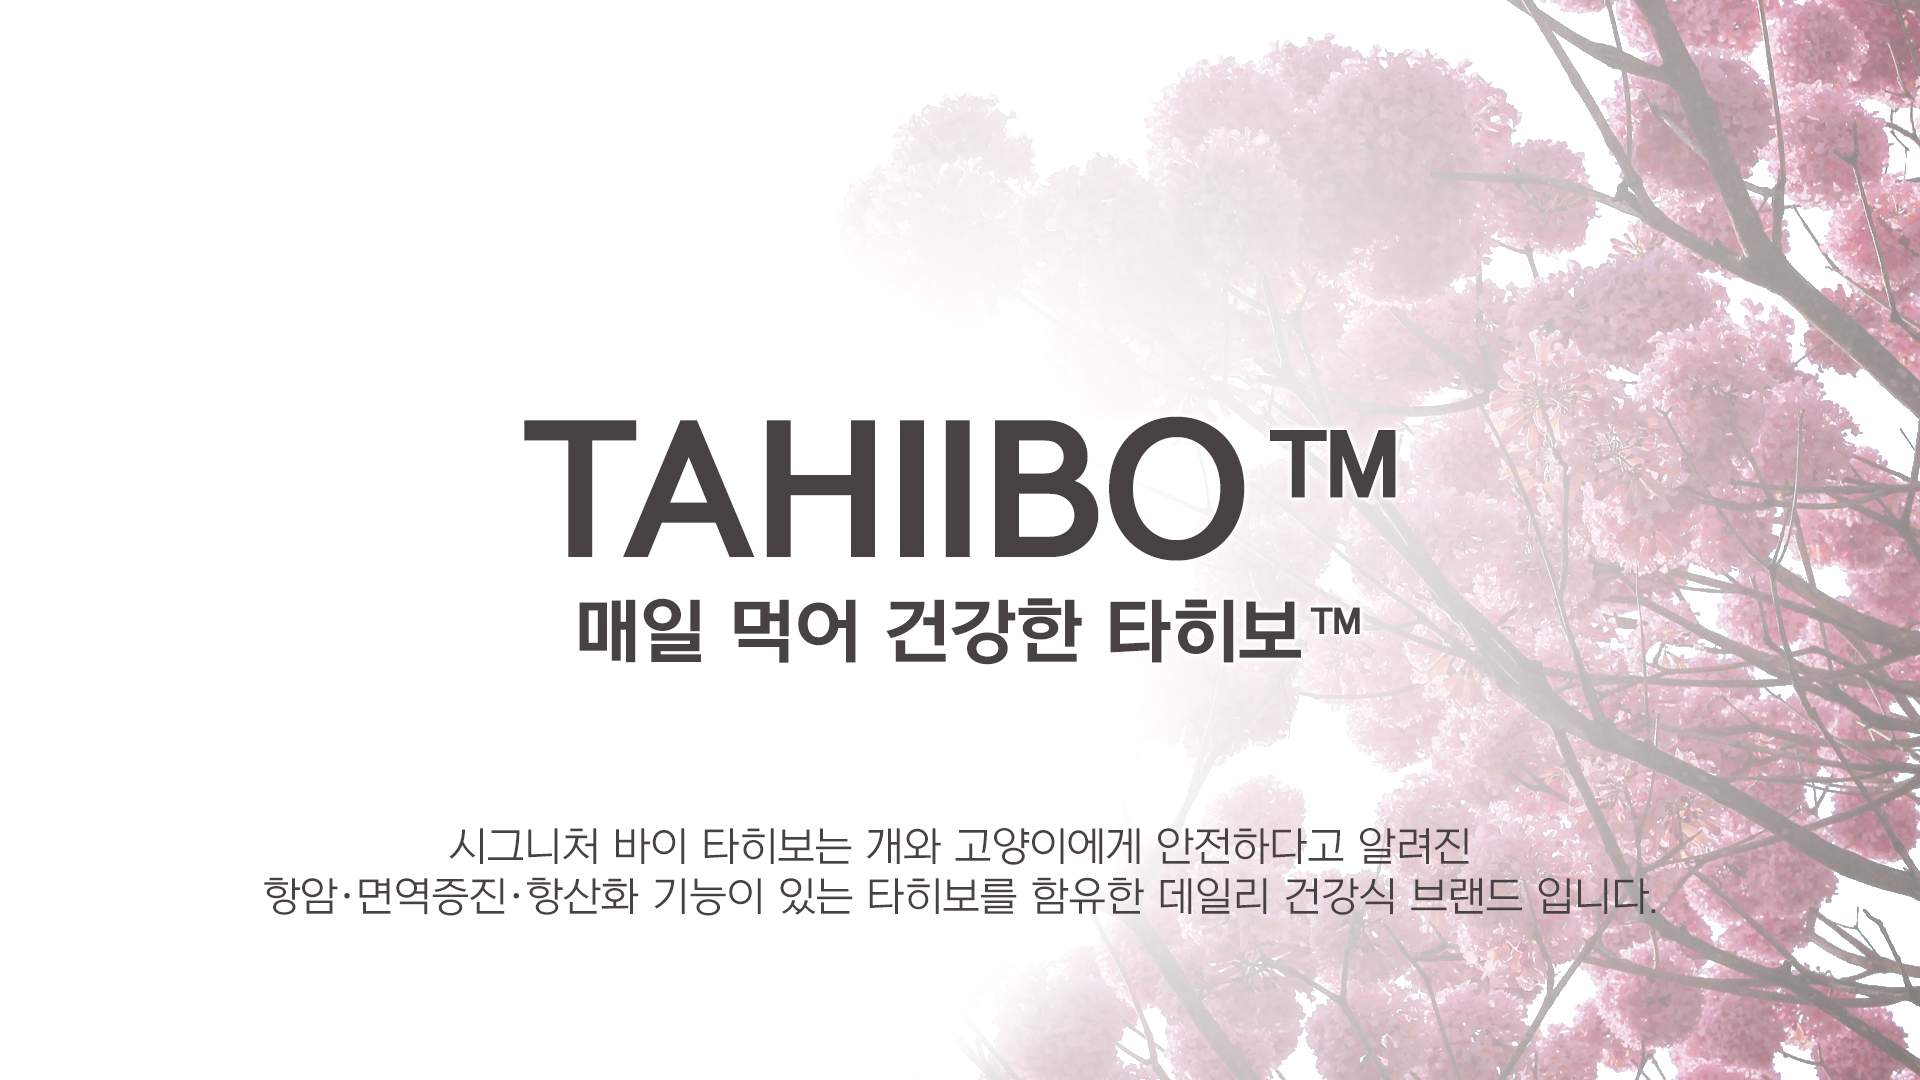 TAHIIBO™
매일 먹어 건강한 타히보™
시그니처 바이 타히보는 개와 고양이에게 안전하다고 알려진
항암·면역증진·항산화 기능이 있는 타히보를 함유한 데일리 건강식 브랜드 입니다.